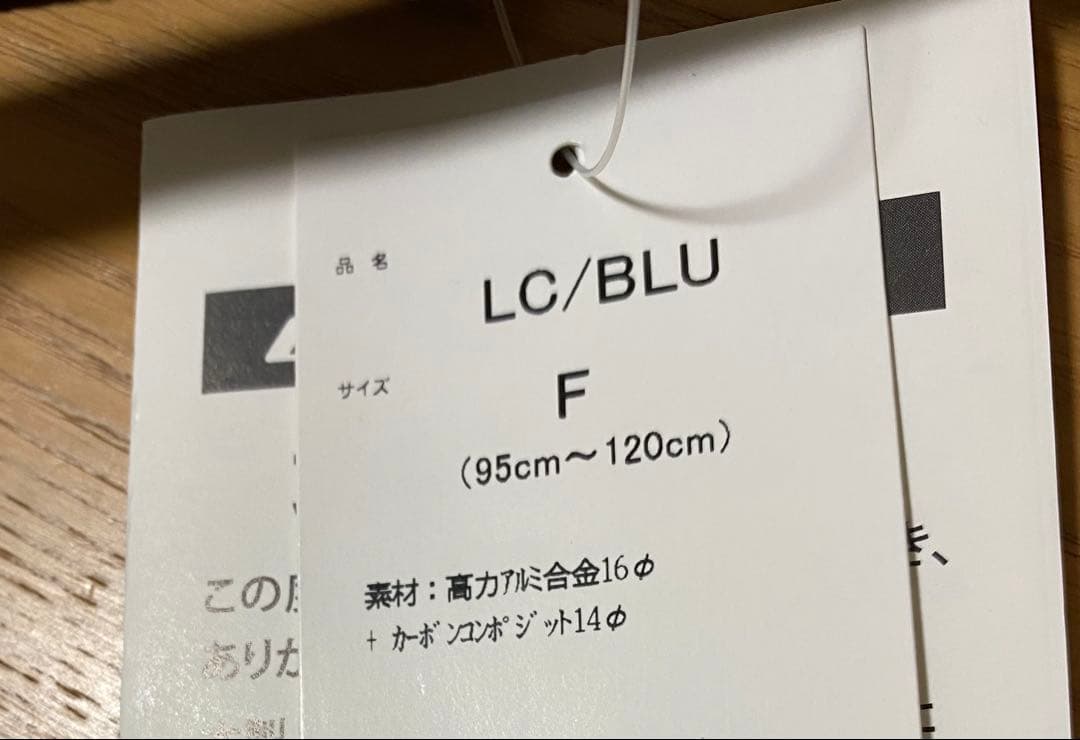 品 名
LC/BLU
サイズ
F
(95cm～120cm)
素材：高力ｱﾙﾐ合金16φ
+ ｶｰﾎﾞﾝｺﾝﾎﾟｼﾞｯﾄ14φ
この
ありか
き、